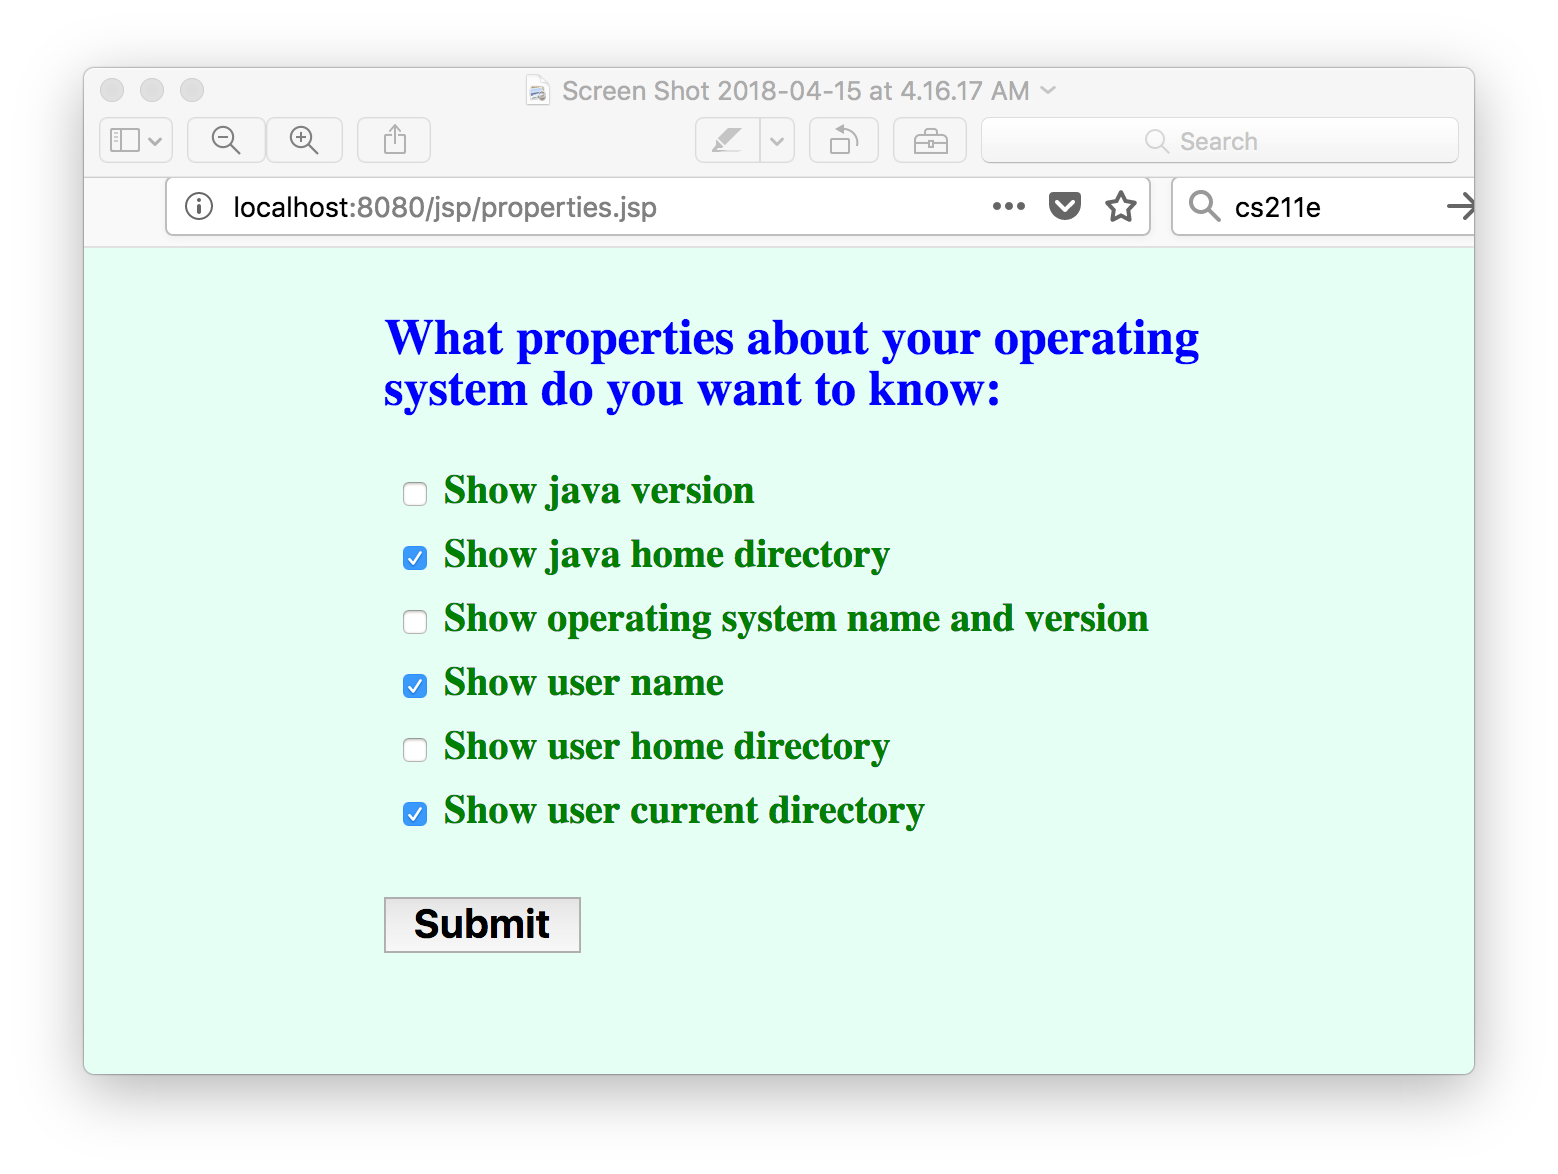 Screen Shot 2018-04-15 at 4.16.17 AM
Search
localhost:8080/jsp/properties.jsp
cs211e
What properties about your operating
system do you want to know:
Show java version
Show java home directory
Show operating system name and version
Show user name
Show user home directory
Show user current directory
Submit